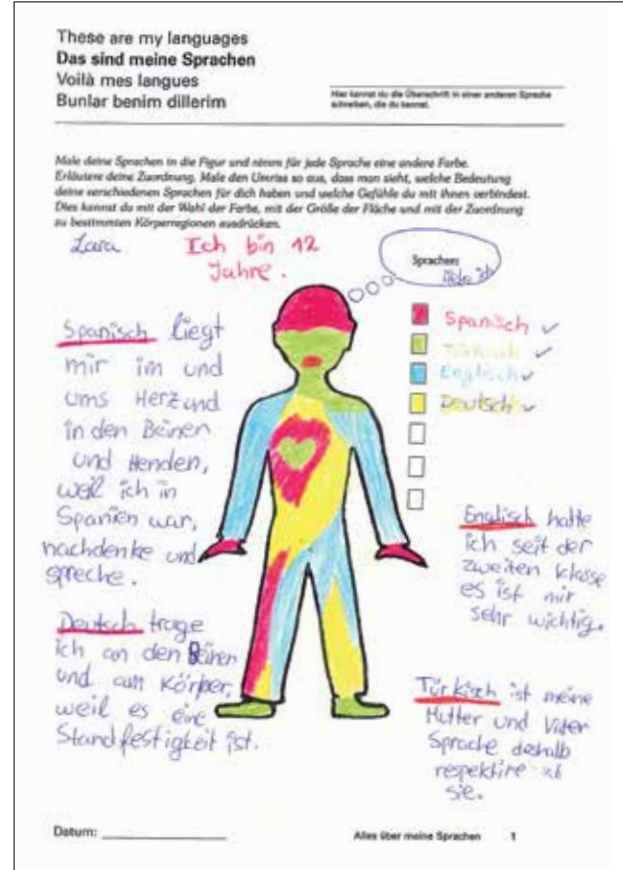 These are my languages
Das sind meine Sprachen
Voilà mes langues
Bunlar benim dillerim
Hier kannst du die Überschrift in einer anderen Sprache
schreiben, die du kennst.
Male deine Sprachen in die Figur und nimm für jede Sprache eine andere Farbe.
Erläutere deine Zuordnung. Male den Umriss so aus, dass man sieht, welche Bedeutung
deine verschiedenen Sprachen für dich haben und welche Gefühle du mit ihnen verbindest.
Dies kannst du mit der Wahl der Farbe, mit der Größe der Fläche und mit der Zuordnung
zu bestimmten Körperregionen ausdrücken.
Lara
Ich bin 12
Jahre.
Sprachen:
Spanisch
Türkisch
Englisch
Deutsch
Spanisch liegt
mir im und
ums Herz und
in den Beinen
und Henden,
weil ich in
Spanien war,
nachdenke und
spreche.
Deutsch trage
ich an den Beinen
und am Körper,
weil es eine
Standfestigkeit ist.
Englisch hatte
ich seit der
zweiten klasse
es ist mir
sehr wichtig.
Türkisch ist meine
Mutter und Vater
Sprache deshalb
respektire ich
sie.
Datum:
Alles über meine Sprachen 1